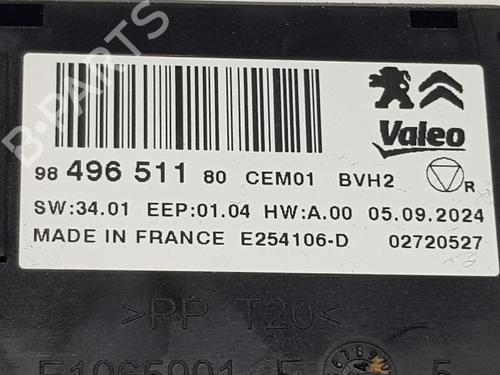 Valeo
98 496 511 80 CEM01 BVH2 R
SW:34.01 EEP:01.04 HW:A.00 05.09.2024
MADE IN FRANCE E254106-D 02720527
>PP T20<
B-PARTS